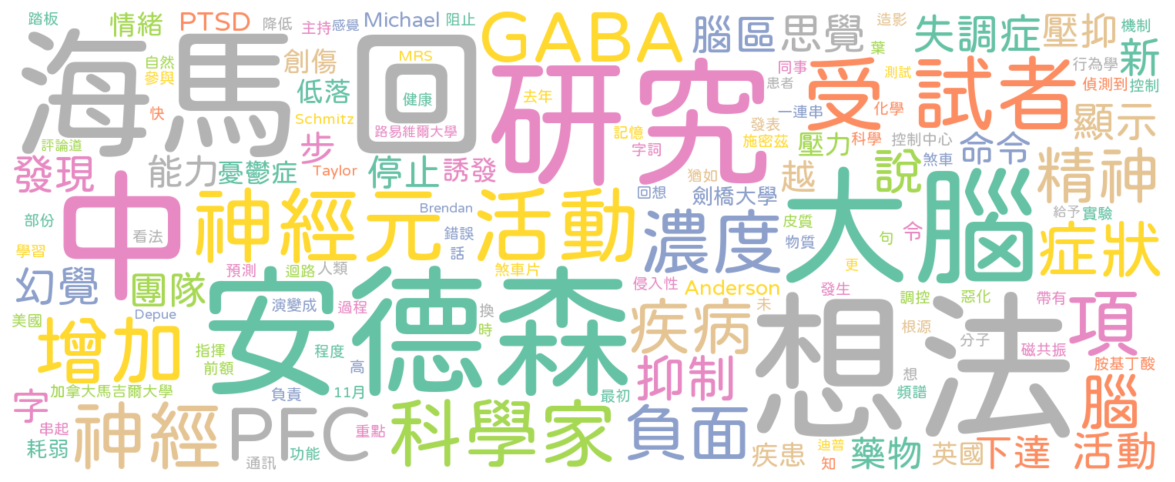 踏板 情緒 PTSD 降低 主持 感覺 Michael 阻止 GABA 腦區 思覺 造影 失調症 壓抑 機制
海馬回 自然 參與 創傷 MRS 葉 新
快 低落 健康 去年 研究 同事 患者 受試者 測試 行為學 偵測到 控制
Schmitz 路易維爾大學 記憶 發表 一連串 化學 顯示
評論道 步 字詞 施密茲 壓力 科學 控制中心 命令
發現 能力 憂鬱症 Taylor 停止 誘發 猶如 越 說 煞車 精神
部份 中 神經元 活動 Brendan 回想 劍橋大學 大腦 給予 實驗
看法 錯誤 濃度 皮質 令
學習 話 物質 句 症狀
幻覺 團隊 預測 迴路 人類 煞車片 侵入性 更
美國 Depue 演變成 過程 安德森 換 Anderson 未 發生 調控 惡化 帶有 項
增加 指揮 前額 程度 時 疾病 想法 根源 分子 磁共振
加拿大馬吉爾大學 負責 高 11月 最初 抑制 想 頻譜 胺基丁酸
字 神經 PFC 科學家 負面 腦
串起 重點
耗弱 通訊 功能 疾患 迪普 知 藥物 英國 下達 活動